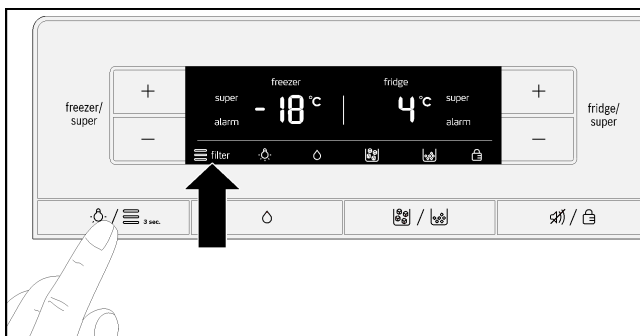 freezer/
super
+
−
freezer
super
alarm
- 18 °C
fridge
4 °C
super
alarm
filter
+
−
fridge/
super
/ 3 sec.
/
/